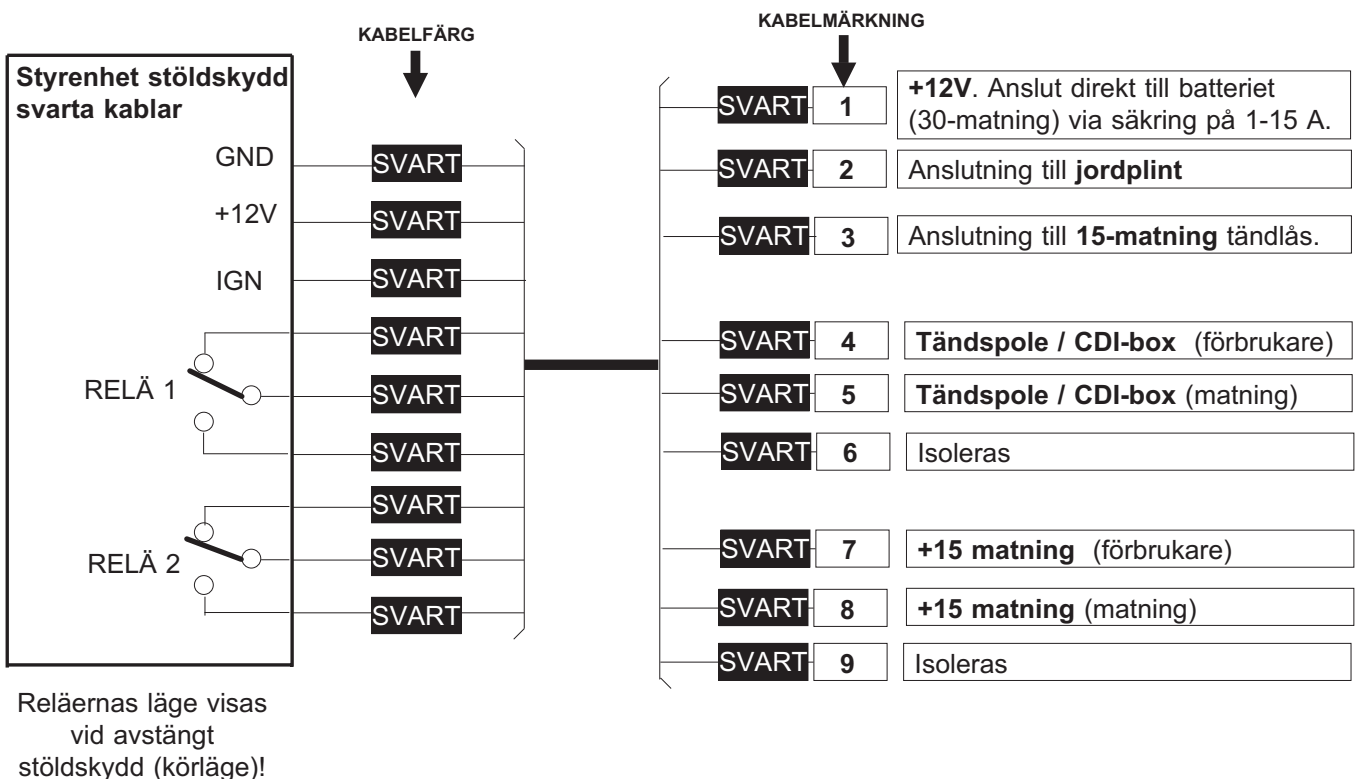 KABELFÄRG
KABELMÄRKNING
Styrenhet stöldskydd
svarta kablar
GND
+12V
IGN
RELÄ 1
RELÄ 2
SVART
SVART
SVART
SVART
SVART
SVART
SVART
SVART
SVART
SVART 1 +12V. Anslut direkt till batteriet
(30-matning) via säkring på 1-15 A.
SVART 2 Anslutning till jordplint
SVART 3 Anslutning till 15-matning tändlås.
SVART 4 Tändspole / CDI-box (förbrukare)
SVART 5 Tändspole / CDI-box (matning)
SVART 6 Isoleras
SVART 7 +15 matning (förbrukare)
SVART 8 +15 matning (matning)
SVART 9 Isoleras
Reläernas läge visas
vid avstängt
stöldskydd (körläge)!